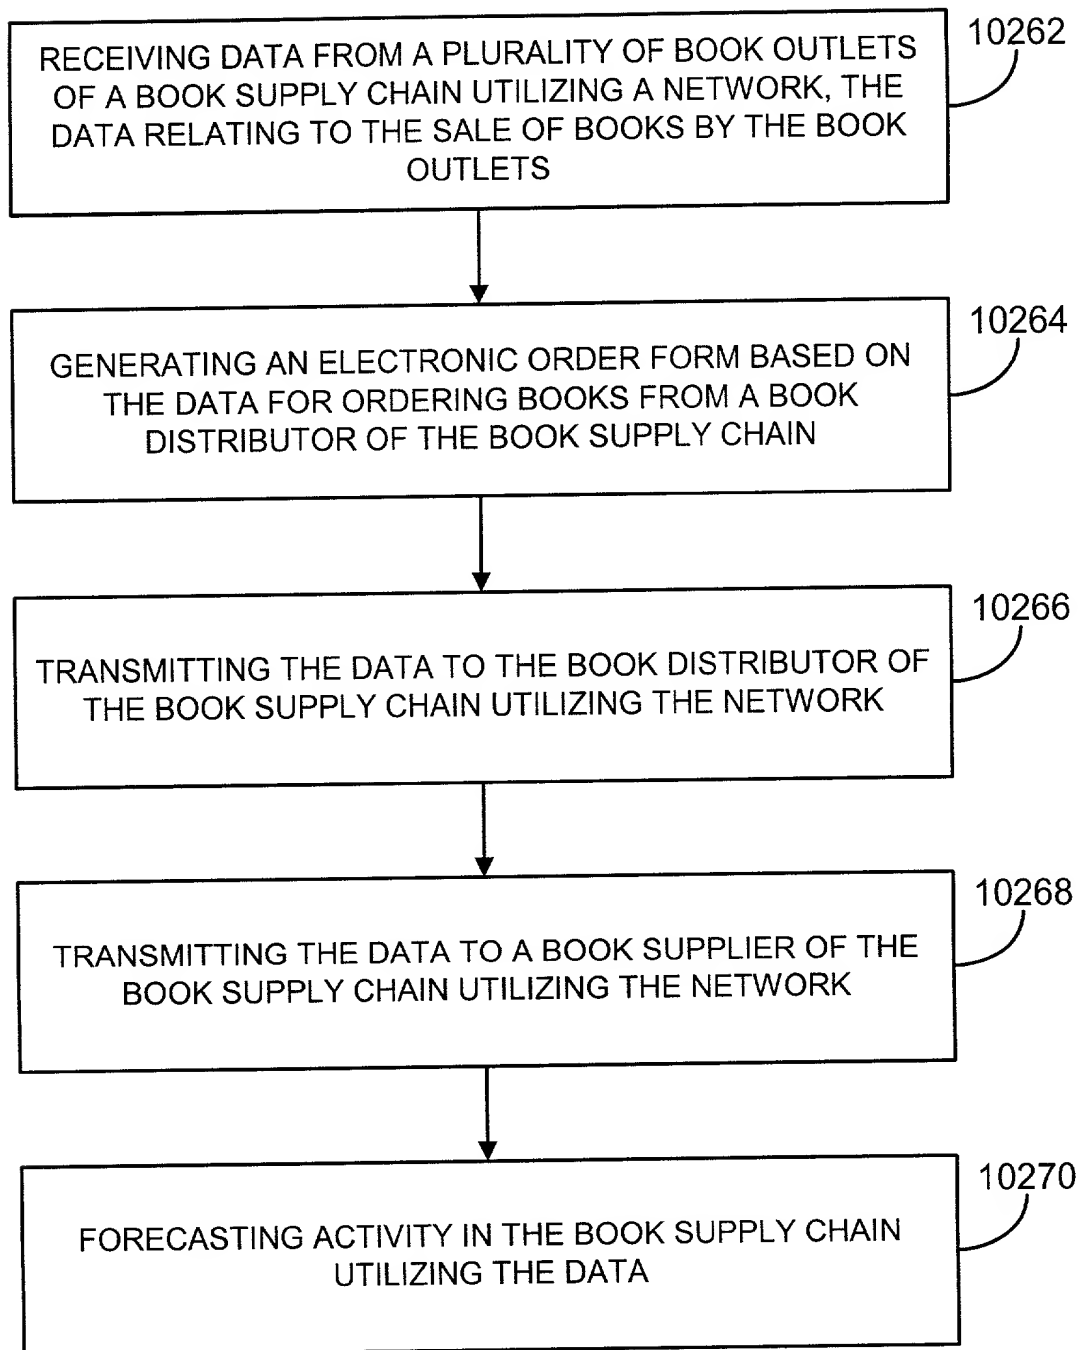 10262
RECEIVING DATA FROM A PLURALITY OF BOOK OUTLETS
OF A BOOK SUPPLY CHAIN UTILIZING A NETWORK, THE
DATA RELATING TO THE SALE OF BOOKS BY THE BOOK
OUTLETS
10264
GENERATING AN ELECTRONIC ORDER FORM BASED ON
THE DATA FOR ORDERING BOOKS FROM A BOOK
DISTRIBUTOR OF THE BOOK SUPPLY CHAIN
10266
TRANSMITTING THE DATA TO THE BOOK DISTRIBUTOR OF
THE BOOK SUPPLY CHAIN UTILIZING THE NETWORK
10268
TRANSMITTING THE DATA TO A BOOK SUPPLIER OF THE
BOOK SUPPLY CHAIN UTILIZING THE NETWORK
10270
FORECASTING ACTIVITY IN THE BOOK SUPPLY CHAIN
UTILIZING THE DATA